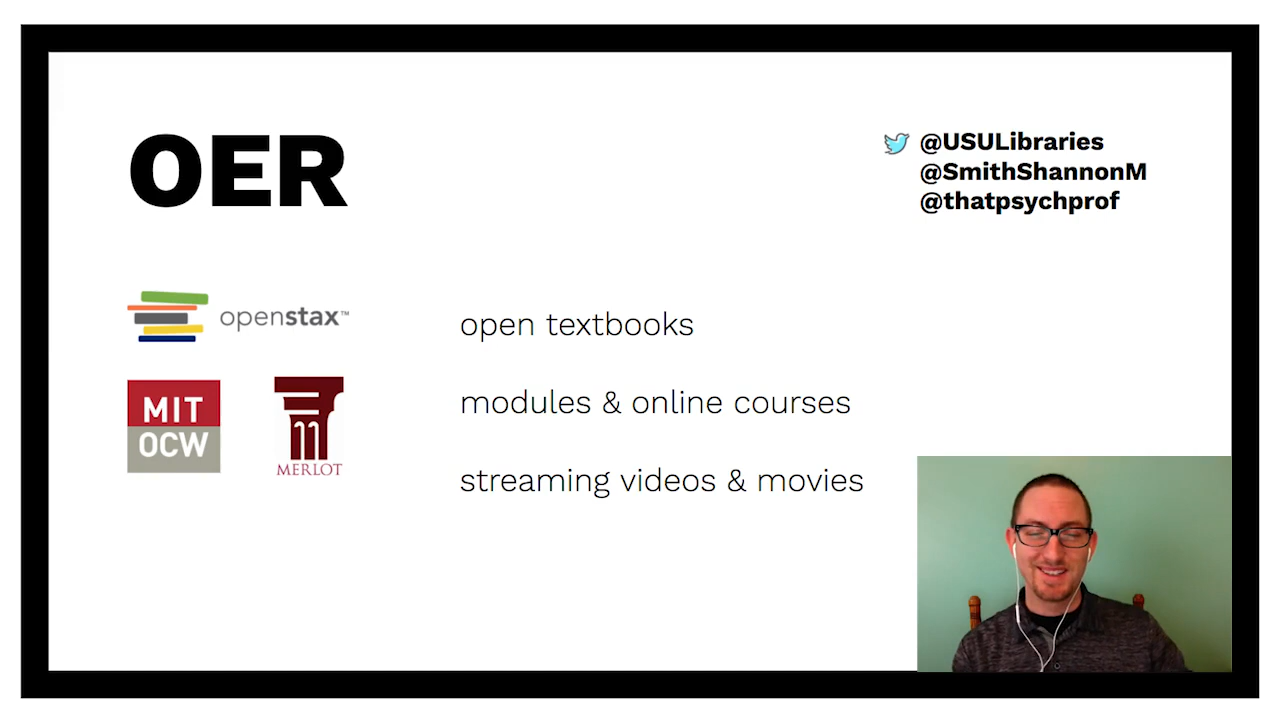 OER
@USULibraries
@SmithShannonM
@thatpsychprof
openstax™
open textbooks
MIT
OCW
MERLOT
modules & online courses
streaming videos & movies